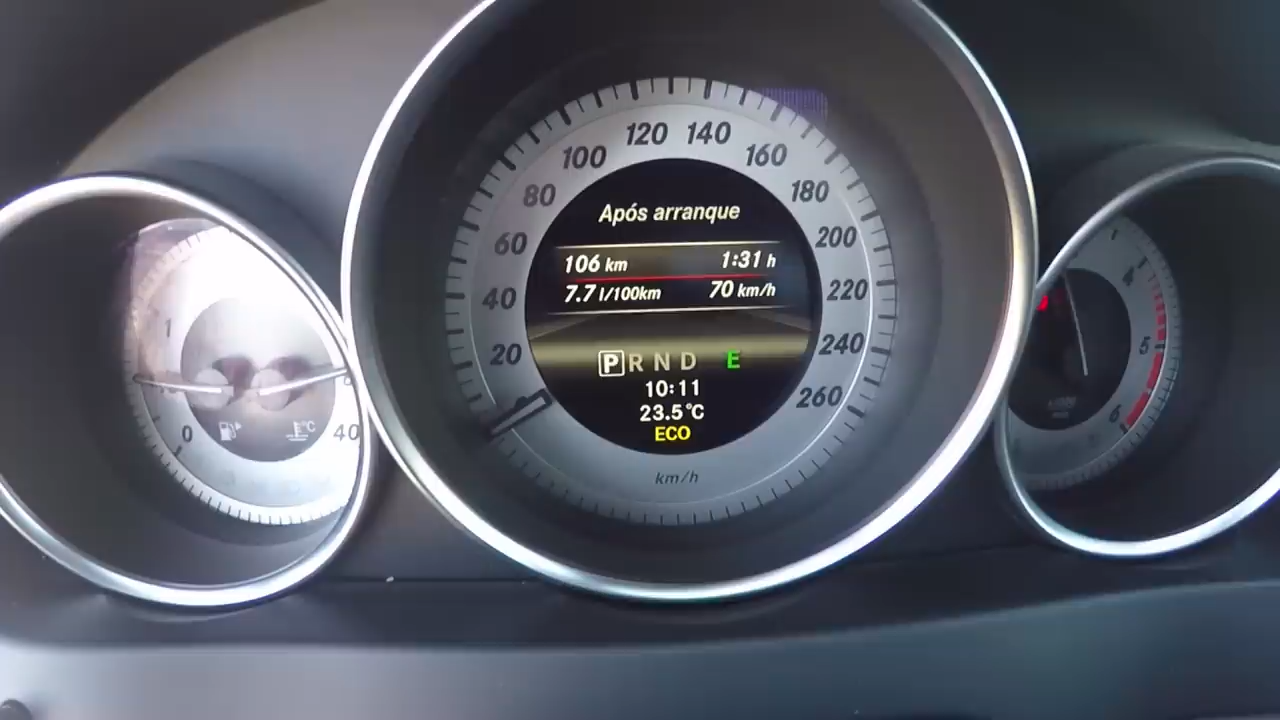 120 140
100 160
80 180
60 200
40 220
20 240
260
Após arranque
106 km 1:31 h
7.7 l/100km 70 km/h
P R N D E
10:11
23.5°C
ECO
km/h
1
0
°C
40
4
5
6